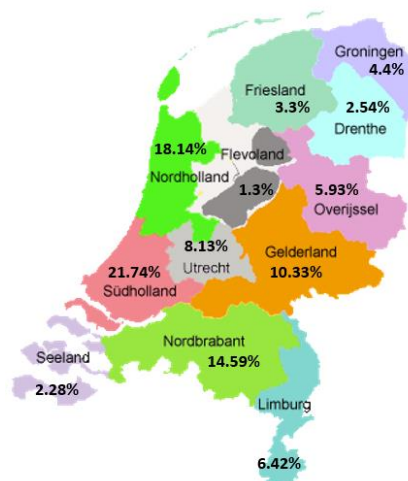 Groningen
4.4%
Friesland
3.3%
2.54%
Drenthe
18.14%
Nordholland
Flevoland
1.3%
5.93%
Overijssel
8.13%
Utrecht
Gelderland
10.33%
21.74%
Südholland
Nordbrabant
14.59%
Seeland
2.28%
Limburg
6.42%